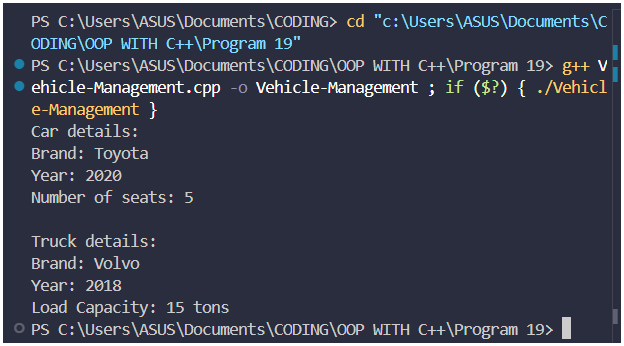 PS C:\Users\ASUS\Documents\CODING> cd "c:\Users\ASUS\Documents\C
ODING\OOP WITH C++\Program 19"
PS C:\Users\ASUS\Documents\CODING\OOP WITH C++\Program 19> g++ V
ehicle-Management.cpp -o Vehicle-Management ; if ($?) { ./Vehicl
e-Management }
Car details:
Brand: Toyota
Year: 2020
Number of seats: 5

Truck details:
Brand: Volvo
Year: 2018
Load Capacity: 15 tons
PS C:\Users\ASUS\Documents\CODING\OOP WITH C++\Program 19>